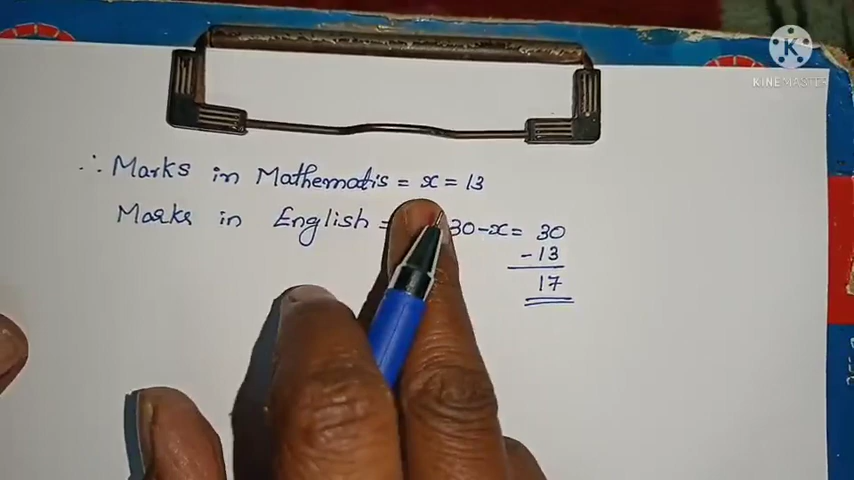 ∴ Marks in Mathematis = x = 13
Marks in English = 30-x = 30
-13
17
KINEMASTER